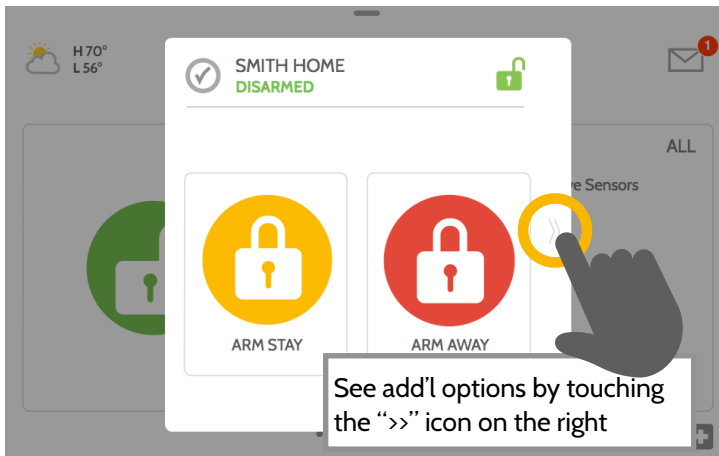 H 70°
L 56°
SMITH HOME
DISARMED
1
ALL
ve Sensors
ARM STAY
ARM AWAY
See add’l options by touching
the “>>” icon on the right